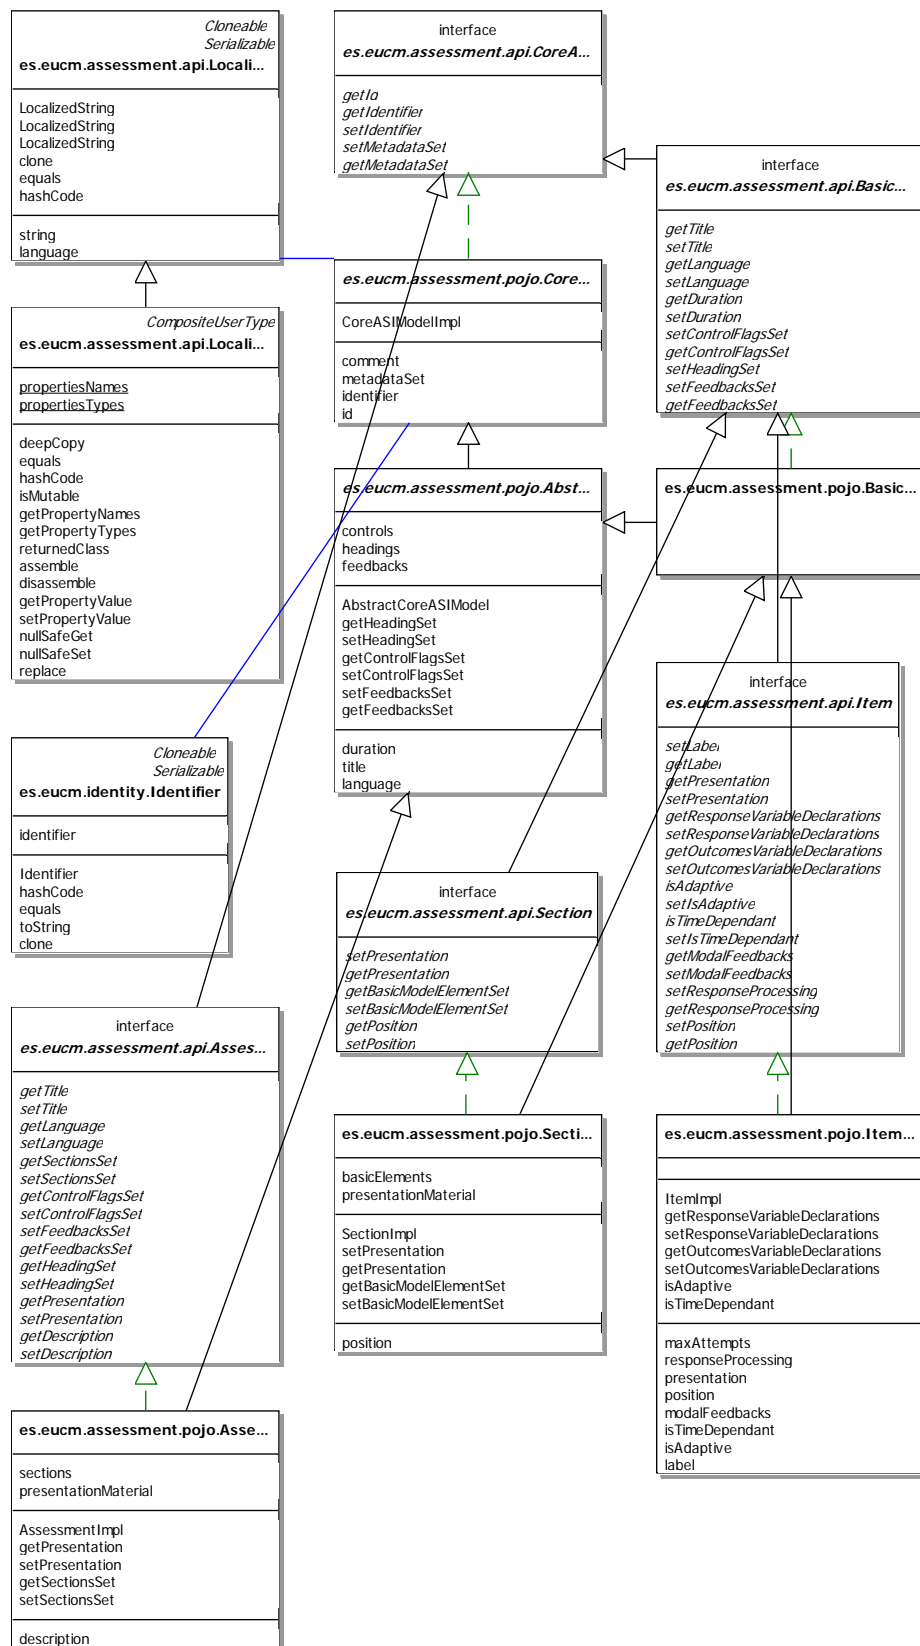 Cloneable
Serializable
es.eucm.assessment.api.Locali...
LocalizedString
LocalizedString
LocalizedString
clone
equals
hashCode
string
language
CompositeUserType
es.eucm.assessment.api.Locali...
propertiesNames
propertiesTypes
deepCopy
equals
hashCode
isMutable
getPropertyNames
getPropertyTypes
returnedClass
assemble
disassemble
getPropertyValue
setPropertyValue
nullSafeGet
nullSafeSet
replace
Cloneable
Serializable
es.eucm.identity.Identifier
identifier
Identifier
hashCode
equals
toString
clone
interface
es.eucm.assessment.api.Asses...
getTitle
setTitle
getLanguage
setLanguage
getSectionsSet
setSectionsSet
getControlFlagsSet
setControlFlagsSet
setFeedbacksSet
getFeedbacksSet
getHeadingSet
setHeadingSet
getPresentation
setPresentation
getDescription
setDescription
es.eucm.assessment.pojo.Asse...
sections
presentationMaterial
AssessmentImpl
getPresentation
setPresentation
getSectionsSet
setSectionsSet
description
interface
es.eucm.assessment.api.CoreA...
getId
getIdentifier
setIdentifier
setMetadataSet
getMetadataSet
es.eucm.assessment.pojo.Core...
CoreASIModelImpl
comment
metadataSet
identifier
id
es.eucm.assessment.pojo.Abst...
controls
headings
feedbacks
AbstractCoreASIModel
getHeadingSet
setHeadingSet
getControlFlagsSet
setControlFlagsSet
setFeedbacksSet
getFeedbacksSet
duration
title
language
interface
es.eucm.assessment.api.Section
setPresentation
getPresentation
getBasicModelElementSet
setBasicModelElementSet
getPosition
setPosition
es.eucm.assessment.pojo.Secti...
basicElements
presentationMaterial
SectionImpl
setPresentation
getPresentation
getBasicModelElementSet
setBasicModelElementSet
position
interface
es.eucm.assessment.api.Basic...
getTitle
setTitle
getLanguage
setLanguage
getDuration
setDuration
setControlFlagsSet
getControlFlagsSet
setHeadingSet
setFeedbacksSet
getFeedbacksSet
es.eucm.assessment.pojo.Basic...
interface
es.eucm.assessment.api.Item
setLabel
getLabel
getPresentation
setPresentation
getResponseVariableDeclarations
setResponseVariableDeclarations
getOutcomesVariableDeclarations
setOutcomesVariableDeclarations
isAdaptive
setIsAdaptive
isTimeDependant
setIsTimeDependant
getModalFeedbacks
setModalFeedbacks
setResponseProcessing
getResponseProcessing
setPosition
getPosition
es.eucm.assessment.pojo.Item...
ItemImpl
getResponseVariableDeclarations
setResponseVariableDeclarations
getOutcomesVariableDeclarations
setOutcomesVariableDeclarations
isAdaptive
isTimeDependant
maxAttempts
responseProcessing
presentation
position
modalFeedbacks
isTimeDependant
isAdaptive
label